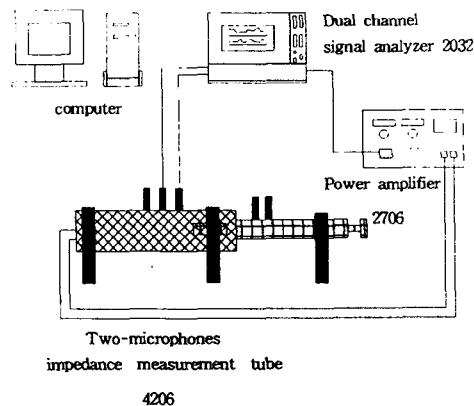 Dual channel
signal analyzer 2032
computer
Power amplifier
2706
Two-microphones
impedance measurement tube
4206